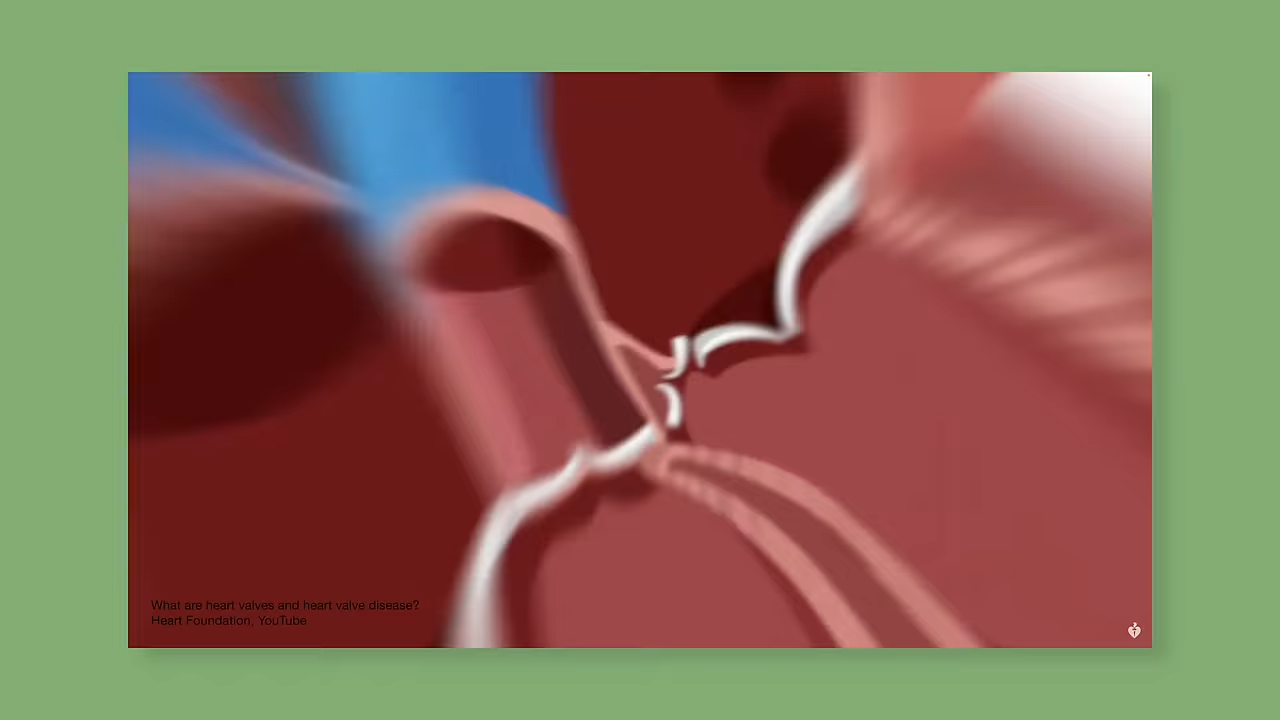 What are heart valves and heart valve disease?
Heart Foundation, YouTube